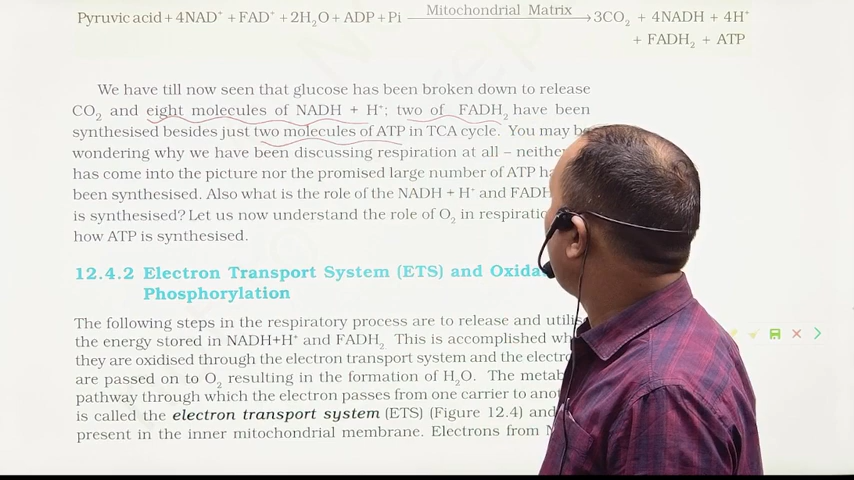 Pyruvic acid + 4NAD⁺ + FAD⁺ + 2H₂O + ADP + Pi Mitochondrial Matrix → 3CO₂ + 4NADH + 4H⁺
+ FADH₂ + ATP
We have till now seen that glucose has been broken down to release
CO₂ and eight molecules of NADH + H⁺; two of FADH₂ have been
synthesised besides just two molecules of ATP in TCA cycle. You may be
wondering why we have been discussing respiration at all – neither
has come into the picture nor the promised large number of ATP
been synthesised. Also what is the role of the NADH + H⁺ and
is synthesised? Let us now understand the role of O₂ in
how ATP is synthesised.
12.4.2 Electron Transport System (ETS) and
Phosphorylation
The following steps in the respiratory process are to release and utilise
the energy stored in NADH+H⁺ and FADH₂ This is accomplished
they are oxidised through the electron transport system and the
are passed on to O₂ resulting in the formation of H₂O. The
pathway through which the electron passes from one carrier to
is called the electron transport system (ETS) (Figure 12.4) and
present in the inner mitochondrial membrane. Electrons from